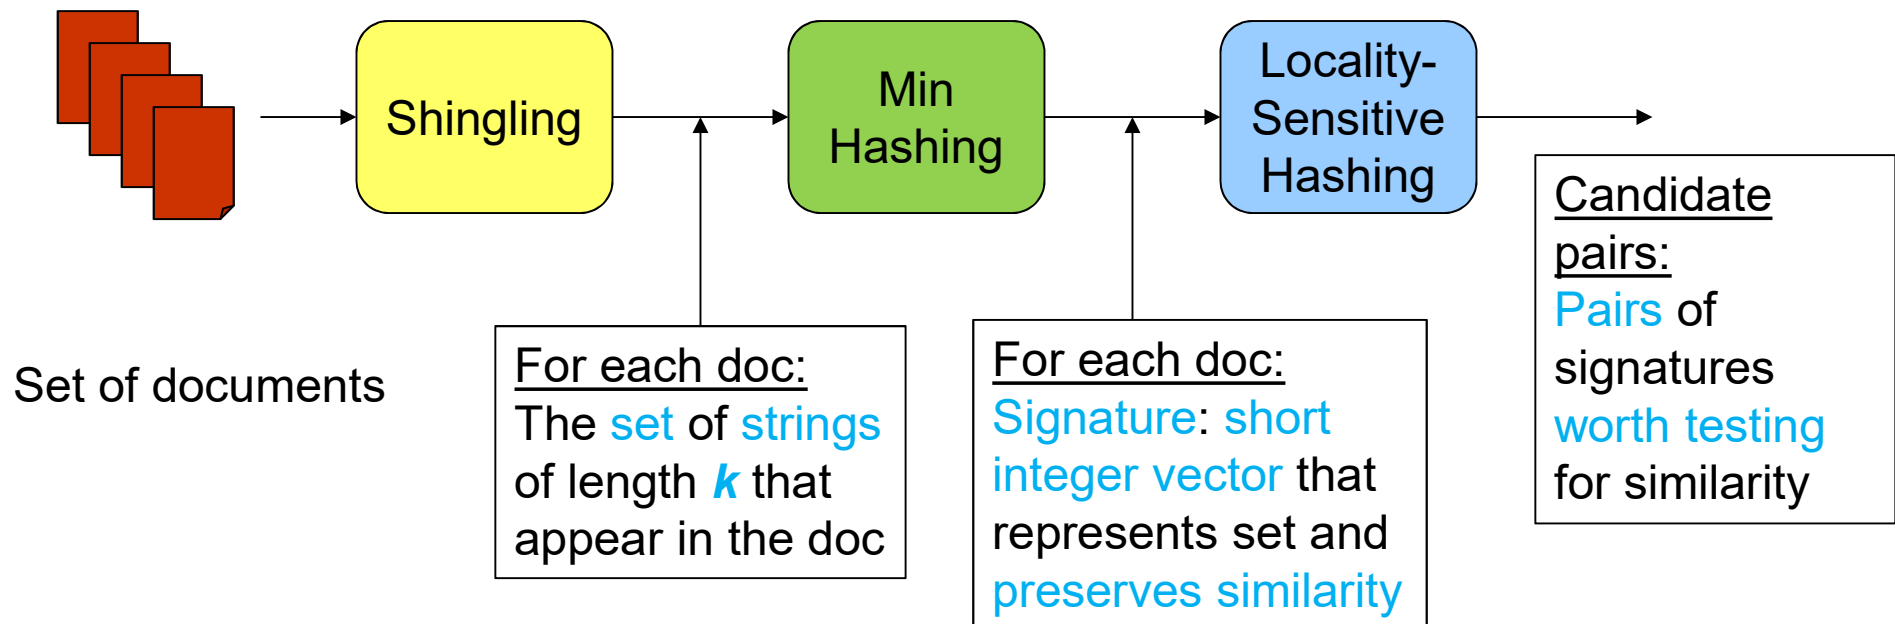 Shingling
Min
Hashing
Locality-
Sensitive
Hashing
Set of documents
For each doc:
The set of strings
of length k that
appear in the doc
For each doc:
Signature: short
integer vector that
represents set and
preserves similarity
Candidate
pairs:
Pairs of
signatures
worth testing
for similarity